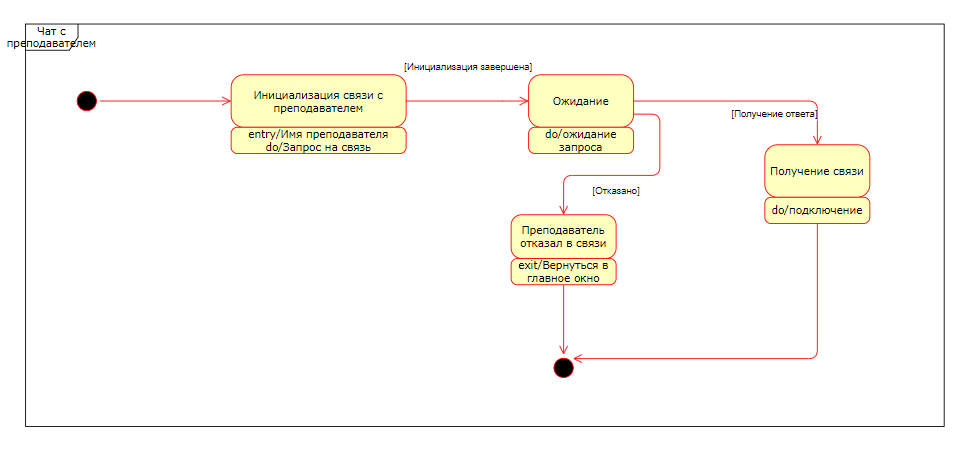 Чат с
преподавателем
[Инициализация завершена]
Инициализация связи с
преподавателем
entry/Имя преподавателя
do/Запрос на связь
Ожидание
do/ожидание
запроса
[Получение ответа]
Получение связи
do/подключение
[Отказано]
Преподаватель
отказал в связи
exit/Вернуться в
главное окно